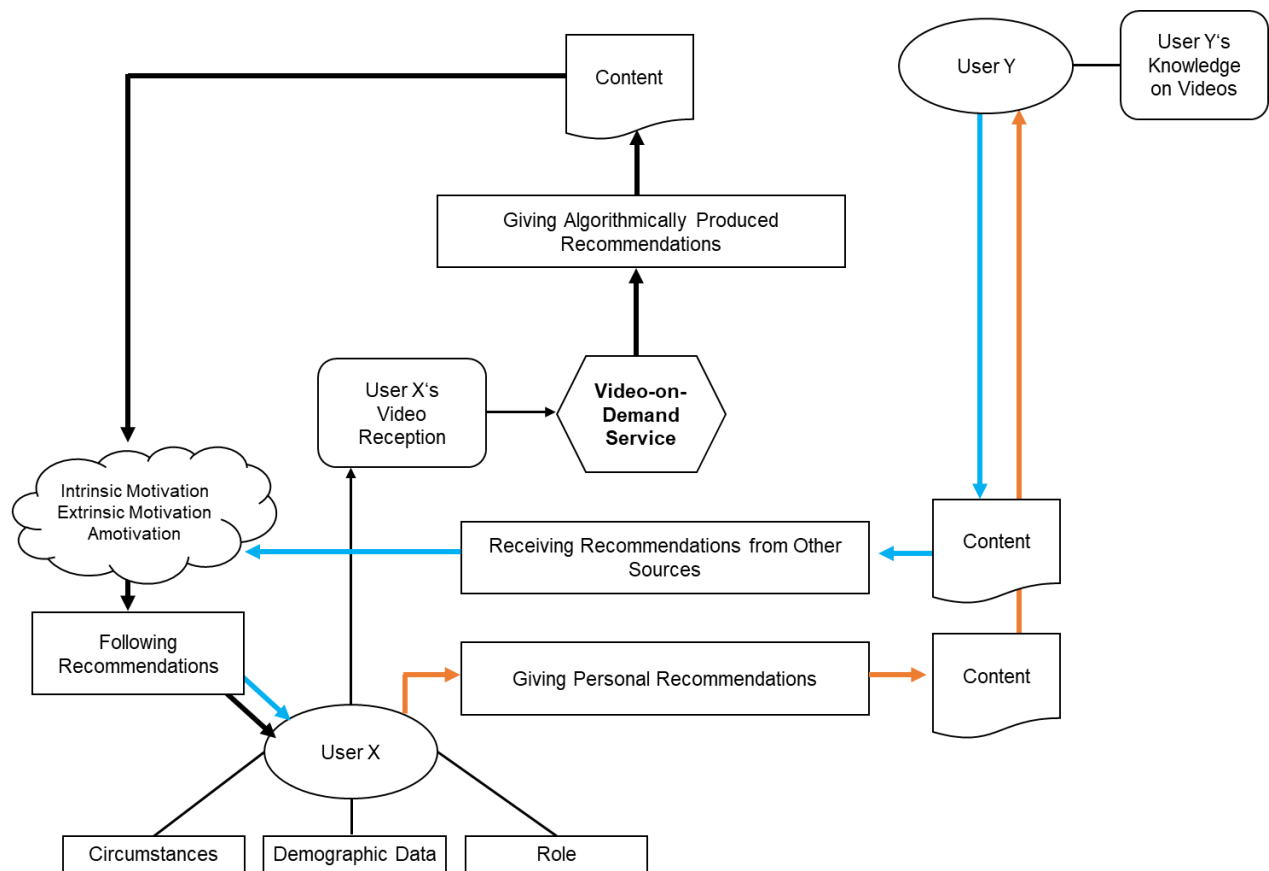 Content
User Y
User Y‘s
Knowledge
on Videos
Giving Algorithmically Produced
Recommendations
User X‘s
Video
Reception
Video-on-
Demand
Service
Intrinsic Motivation
Extrinsic Motivation
Amotivation
Receiving Recommendations from Other
Sources
Content
Following
Recommendations
Giving Personal Recommendations
Content
User X
Circumstances
Demographic Data
Role